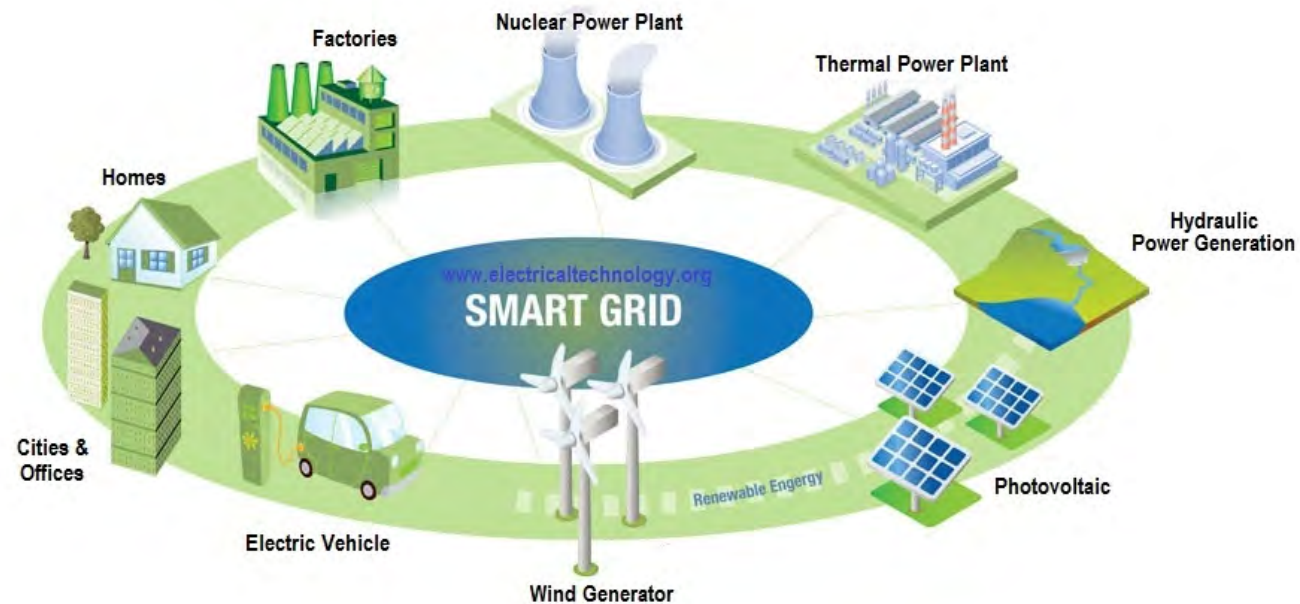 Nuclear Power Plant
Factories
Thermal Power Plant
Homes
Hydraulic
Power Generation
www.electricaltechnology.org
SMART GRID
Cities &
Offices
Photovoltaic
Renewable Engergy
Electric Vehicle
Wind Generator